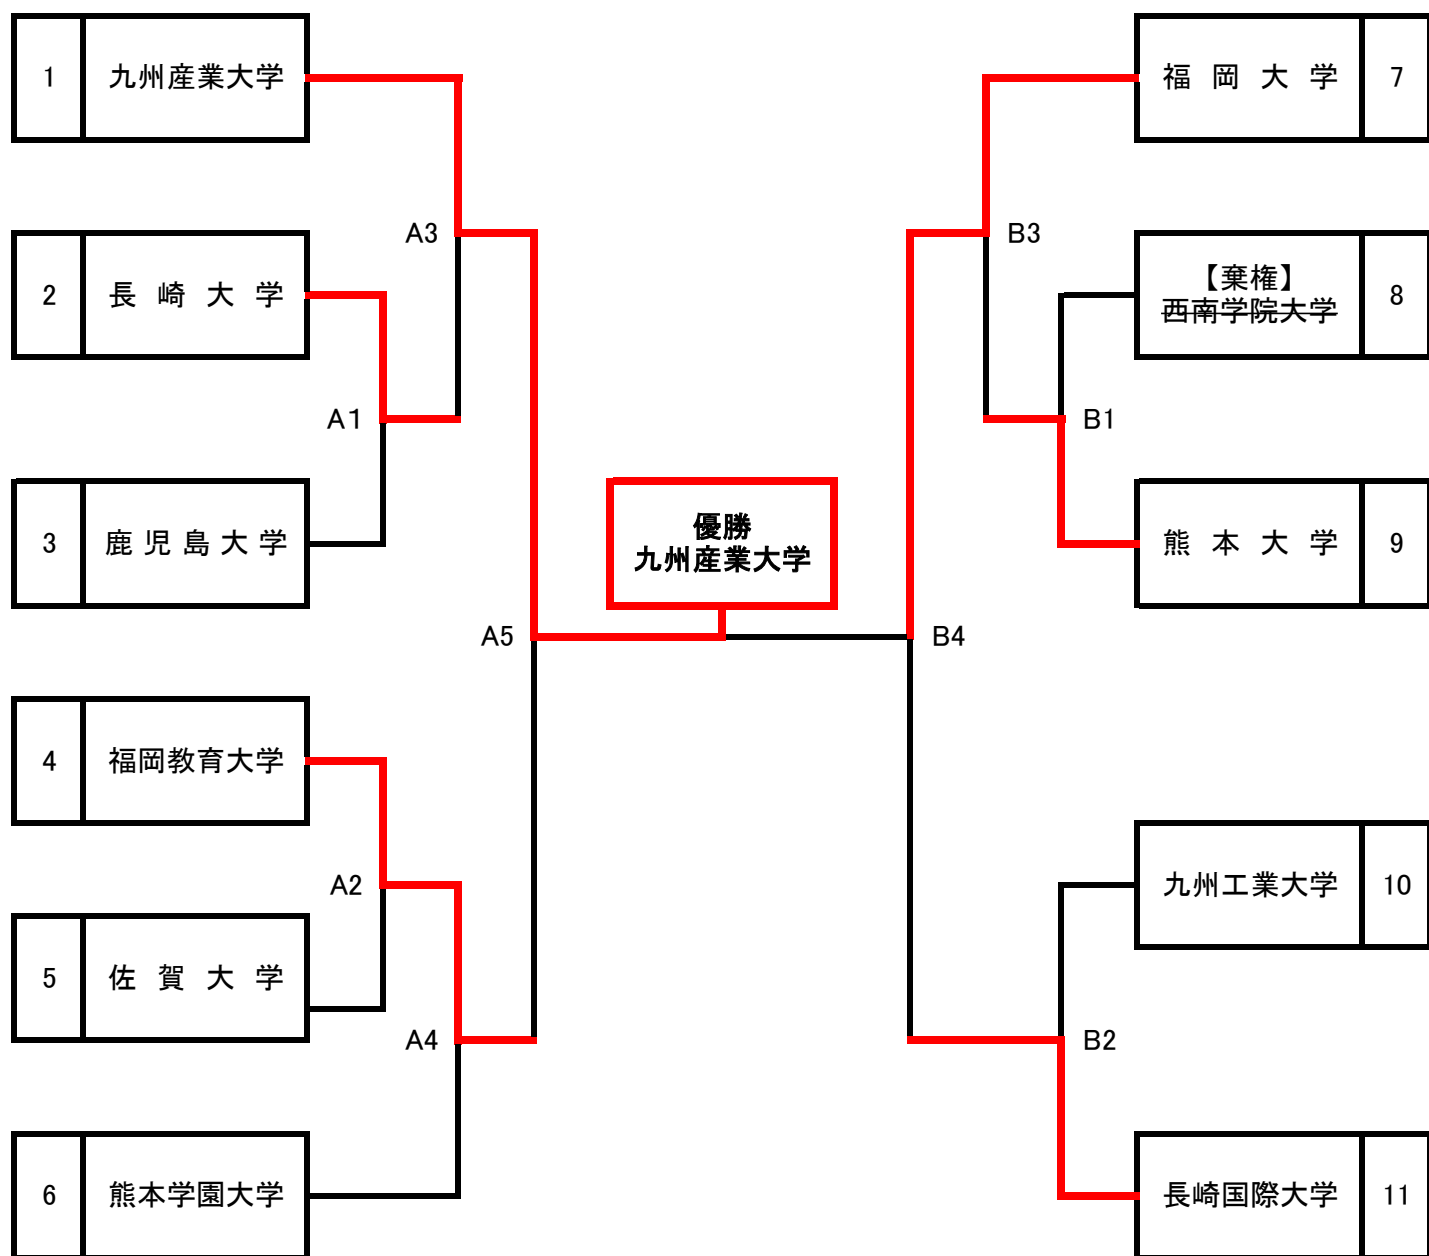 1 九州産業大学
2 長崎大学
3 鹿児島大学
4 福岡教育大学
5 佐賀大学
6 熊本学園大学
A3
A1
A5
A2
A4
優勝
九州産業大学
B3
B1
B4
B2
福岡大学 7
【棄権】
西南学院大学 8
熊本大学 9
九州工業大学 10
長崎国際大学 11